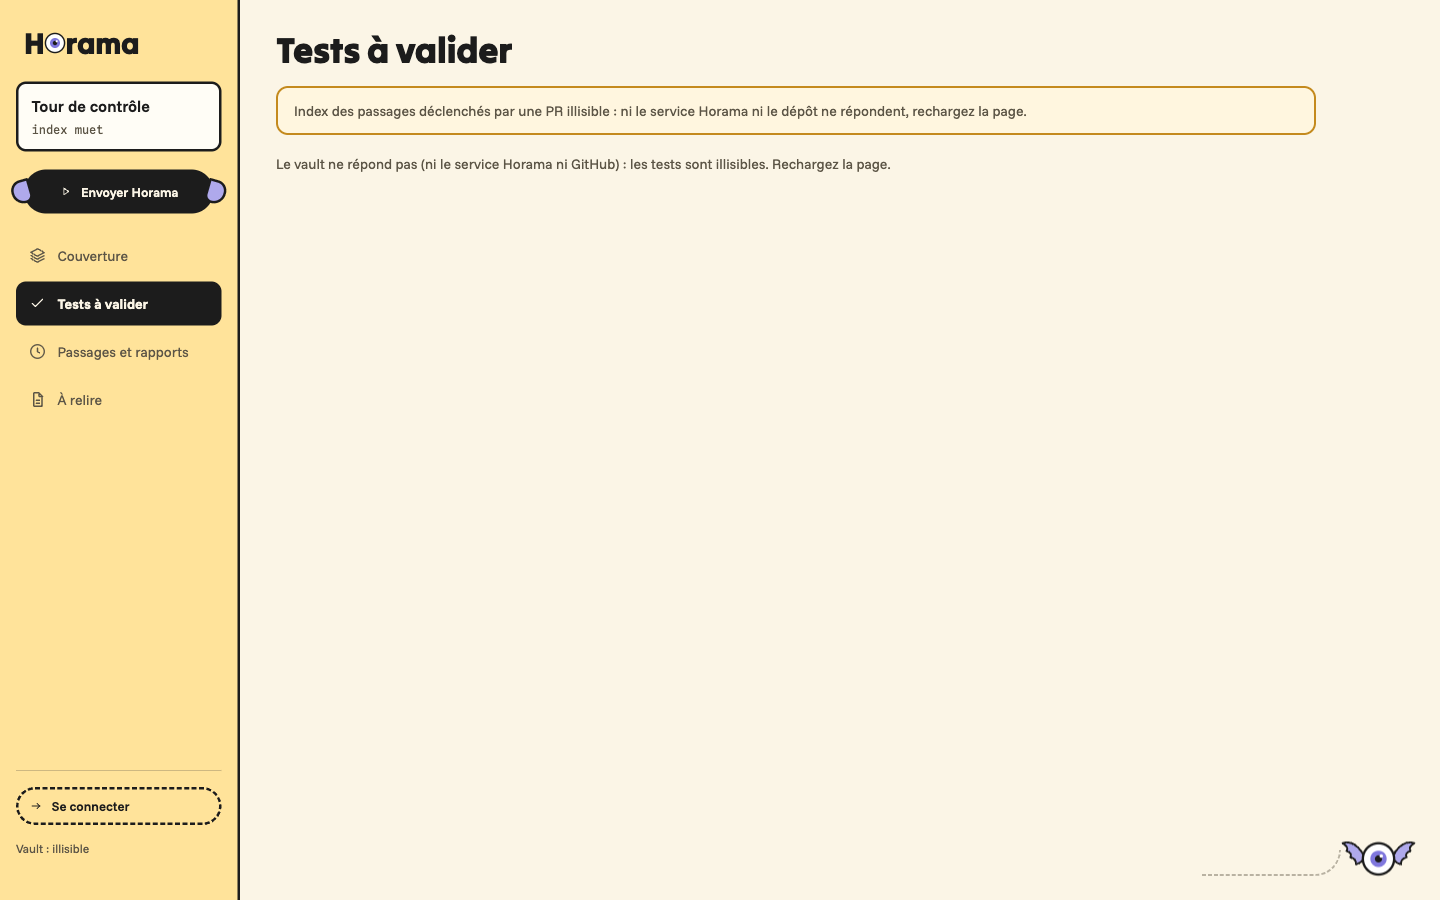 Horama
Tour de contrôle
index muet
Envoyer Horama
Couverture
Tests à valider
Passages et rapports
À relire
Se connecter
Vault : illisible
Tests à valider
Index des passages déclenchés par une PR illisible : ni le service Horama ni le dépôt ne répondent, rechargez la page.
Le vault ne répond pas (ni le service Horama ni GitHub) : les tests sont illisibles. Rechargez la page.